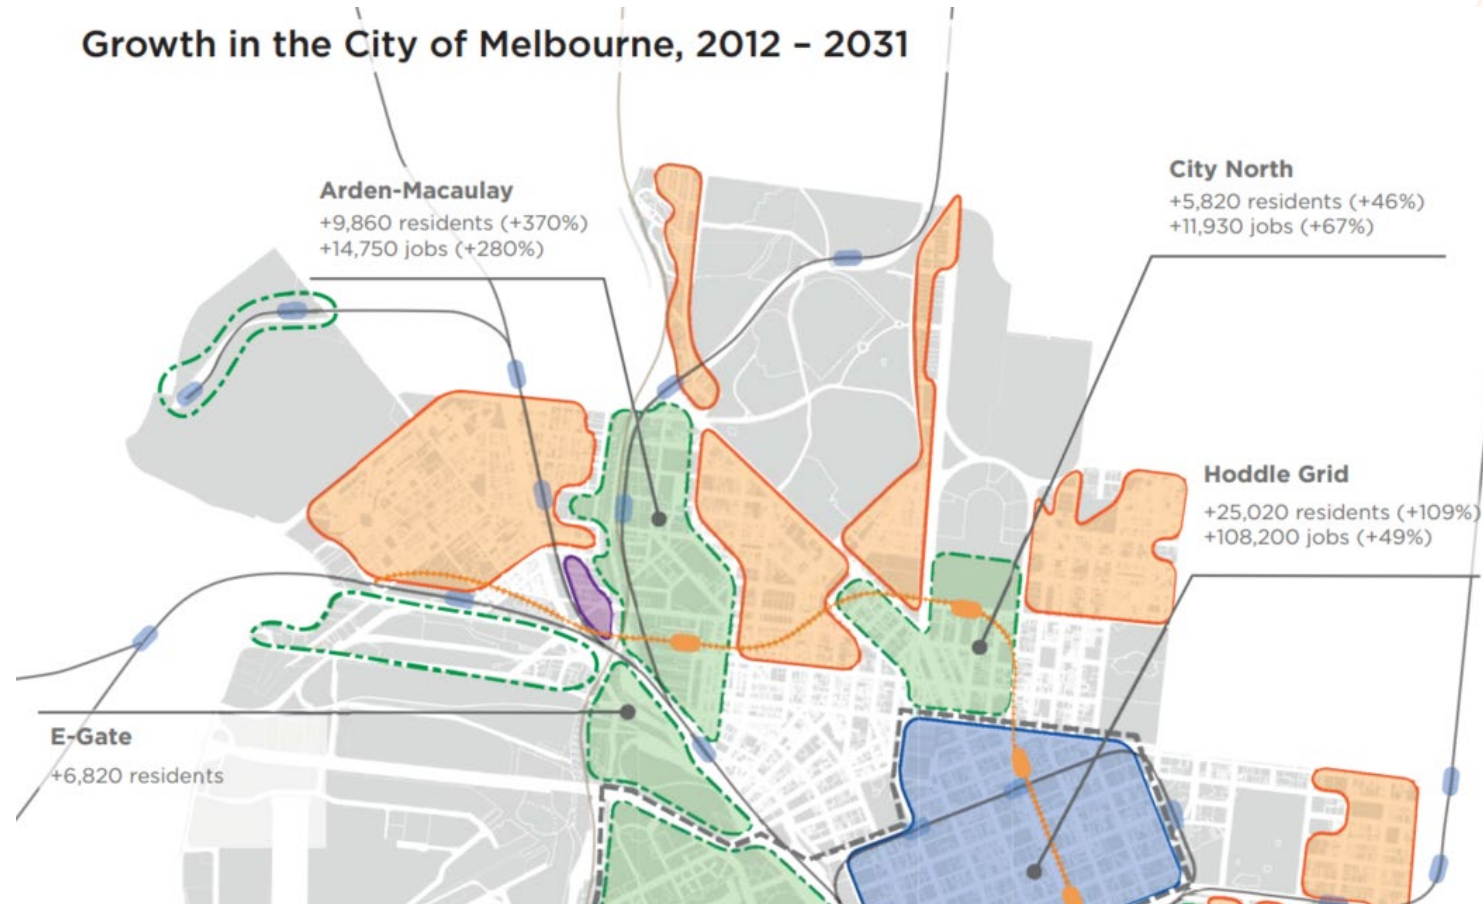 Growth in the City of Melbourne, 2012 – 2031
Arden-Macaulay
+9,860 residents (+370%)
+14,750 jobs (+280%)
City North
+5,820 residents (+46%)
+11,930 jobs (+67%)
Hoddle Grid
+25,020 residents (+109%)
+108,200 jobs (+49%)
E-Gate
+6,820 residents